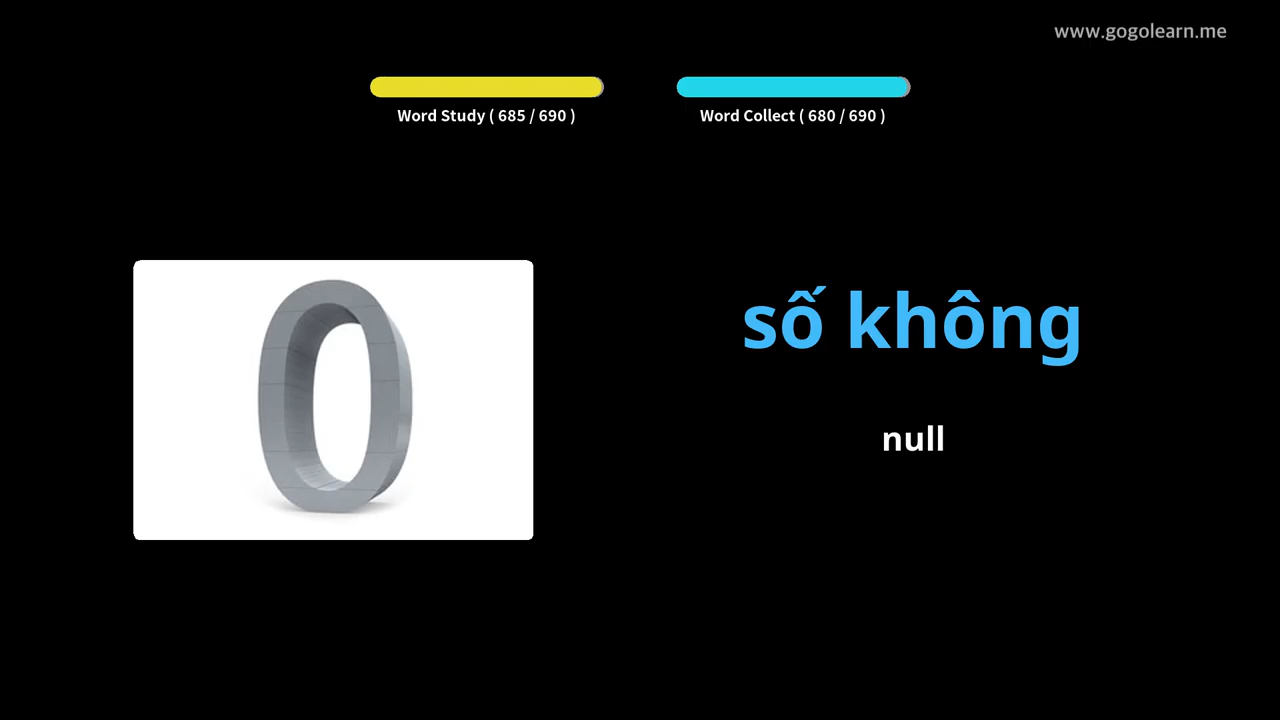 www.gogolearn.me
Word Study ( 685 / 690 )
Word Collect ( 680 / 690 )
0
số không
null